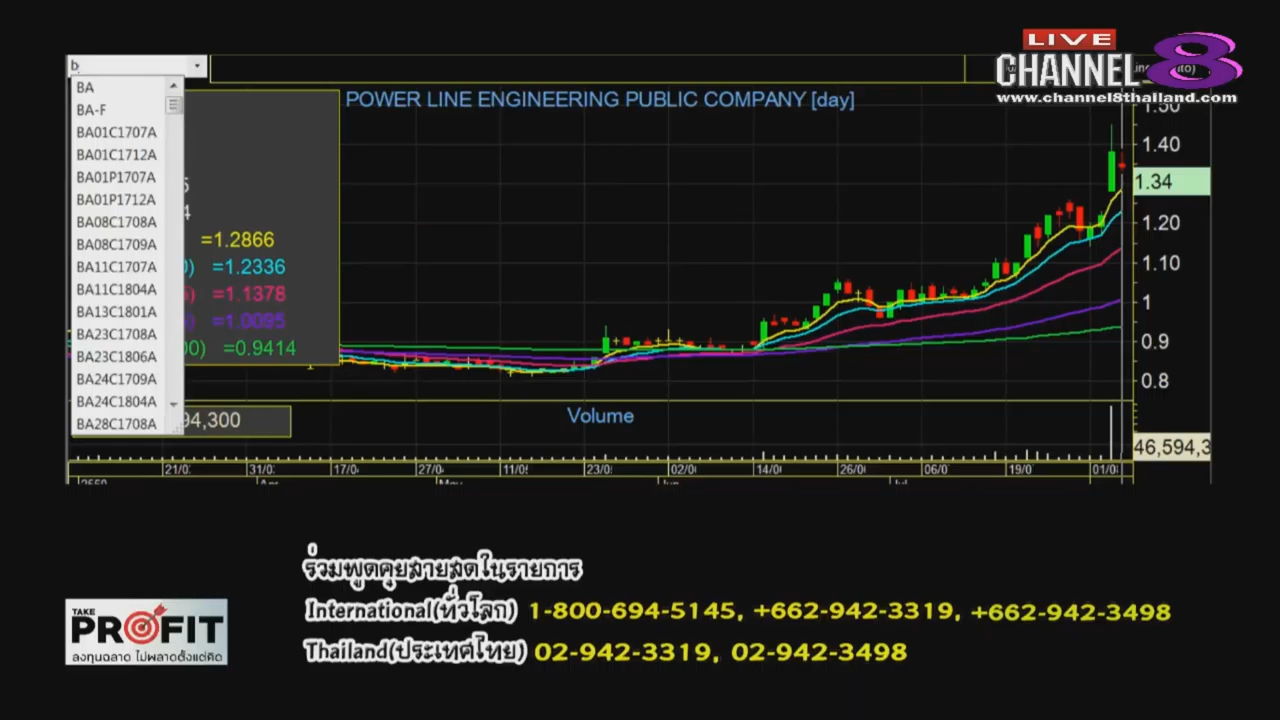 b
LIVE
CHANNEL 8
www.channel8thailand.com
BA
BA-F
BA01C1707A
BA01C1712A
BA01P1707A
BA01P1712A
BA08C1708A
BA08C1709A
BA11C1707A
BA11C1804A
BA13C1801A
BA23C1708A
BA23C1806A
BA24C1709A
BA24C1804A
BA28C1708A
POWER LINE ENGINEERING PUBLIC COMPANY [day]
=1.2866
=1.2336
=1.1378
=1.0095
=0.9414
1.50
1.40
1.34
1.20
1.10
1
0.9
0.8
94,300
Volume
46,594,3
21/0
31/0
17/0
27/0
11/0
23/0
02/0
14/0
26/0
06/0
19/0
01/0
ร่วมพูดคุยสายสดในรายการ
International(ทั่วโลก) 1-800-694-5145, +662-942-3319, +662-942-3498
Thailand(ประเทศไทย) 02-942-3319, 02-942-3498
TAKE
PROFIT
ลงทุนฉลาด ไม่พลาดตั้งแต่คิด